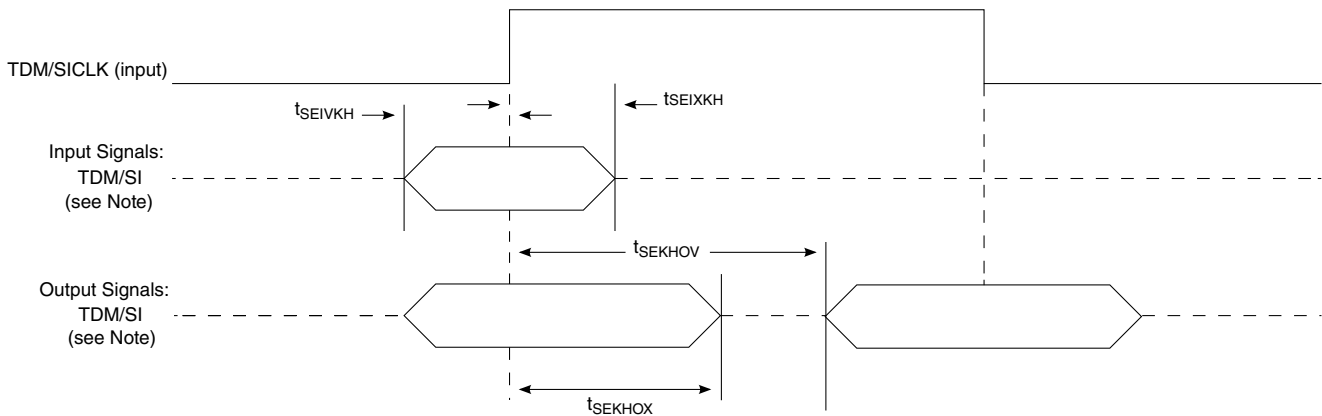 TDM/SICLK (input)
tSEIVKH
tSEIXKH
Input Signals:
TDM/SI
(see Note)
tSEKHOV
Output Signals:
TDM/SI
(see Note)
tSEKHOX